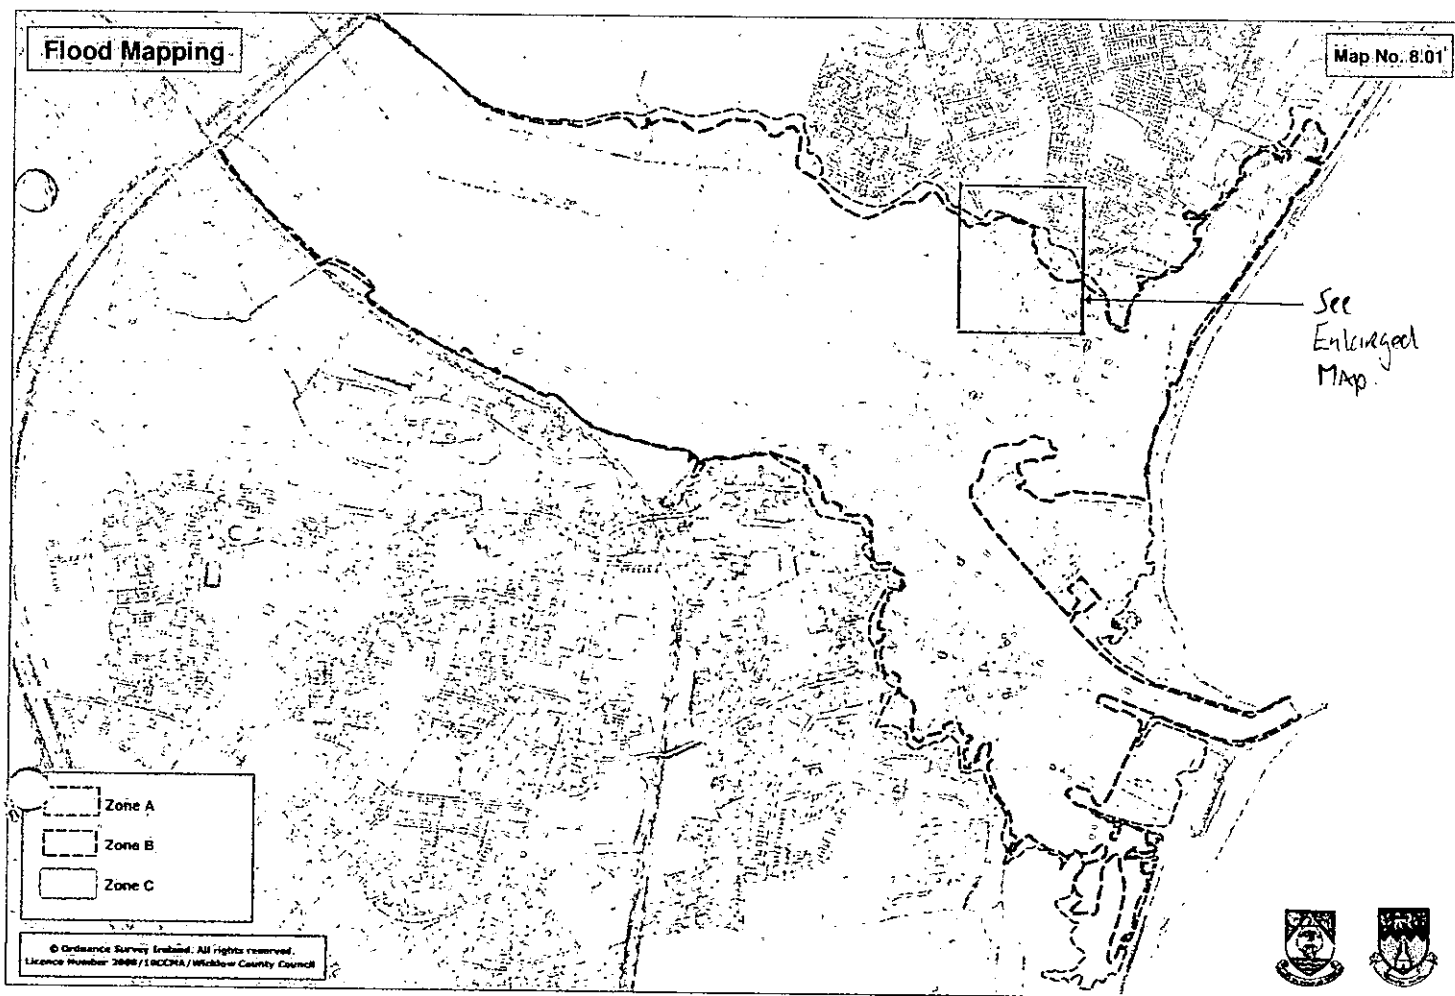 Flood Mapping
Map No. 8.01
See
Enlarged
Map.
Zone A
Zone B
Zone C
© Ordnance Survey Ireland. All rights reserved.
Licence Number 2008/10CCMA/Wicklow County Council